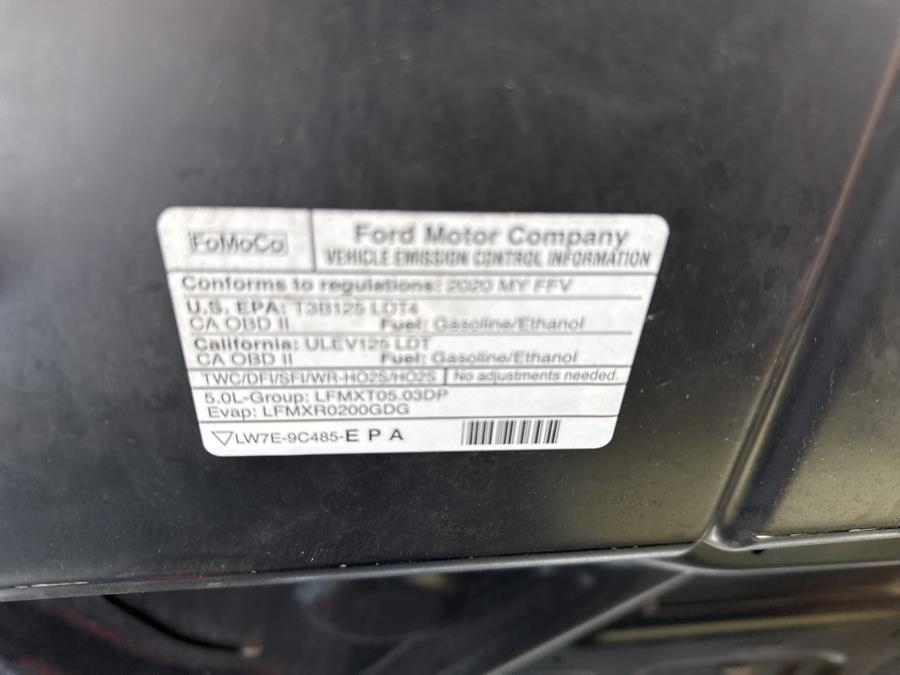 FoMoCo
Ford Motor Company
VEHICLE EMISSION CONTROL INFORMATION
Conforms to regulations: 2020 MY FFV
U.S. EPA: T3B125 LDT4
CA OBD II Fuel: Gasoline/Ethanol
California: ULEV125 LDT
CA OBD II Fuel: Gasoline/Ethanol
TWC/DFI/SFI/WR-HO2S/HO2S No adjustments needed.
5.0L-Group: LFMXT05.03DP
Evap: LFMXR0200GDG
LW7E-9C485-E P A